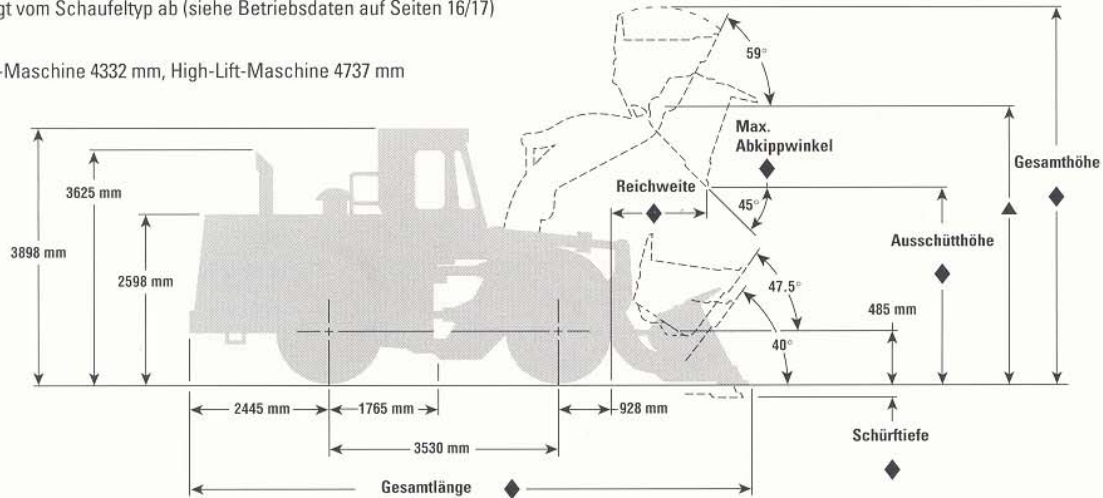 gt vom Schaufeltyp ab (siehe Betriebsdaten auf Seiten 16/17)
-Maschine 4332 mm, High-Lift-Maschine 4737 mm
59°
Max.
Abkippwinkel
Gesamthöhe
Reichweite
3625 mm
45°
Ausschütthöhe
3898 mm
2598 mm
47.5°
485 mm
40°
2445 mm
1765 mm
928 mm
3530 mm
Schürftiefe
Gesamtlänge